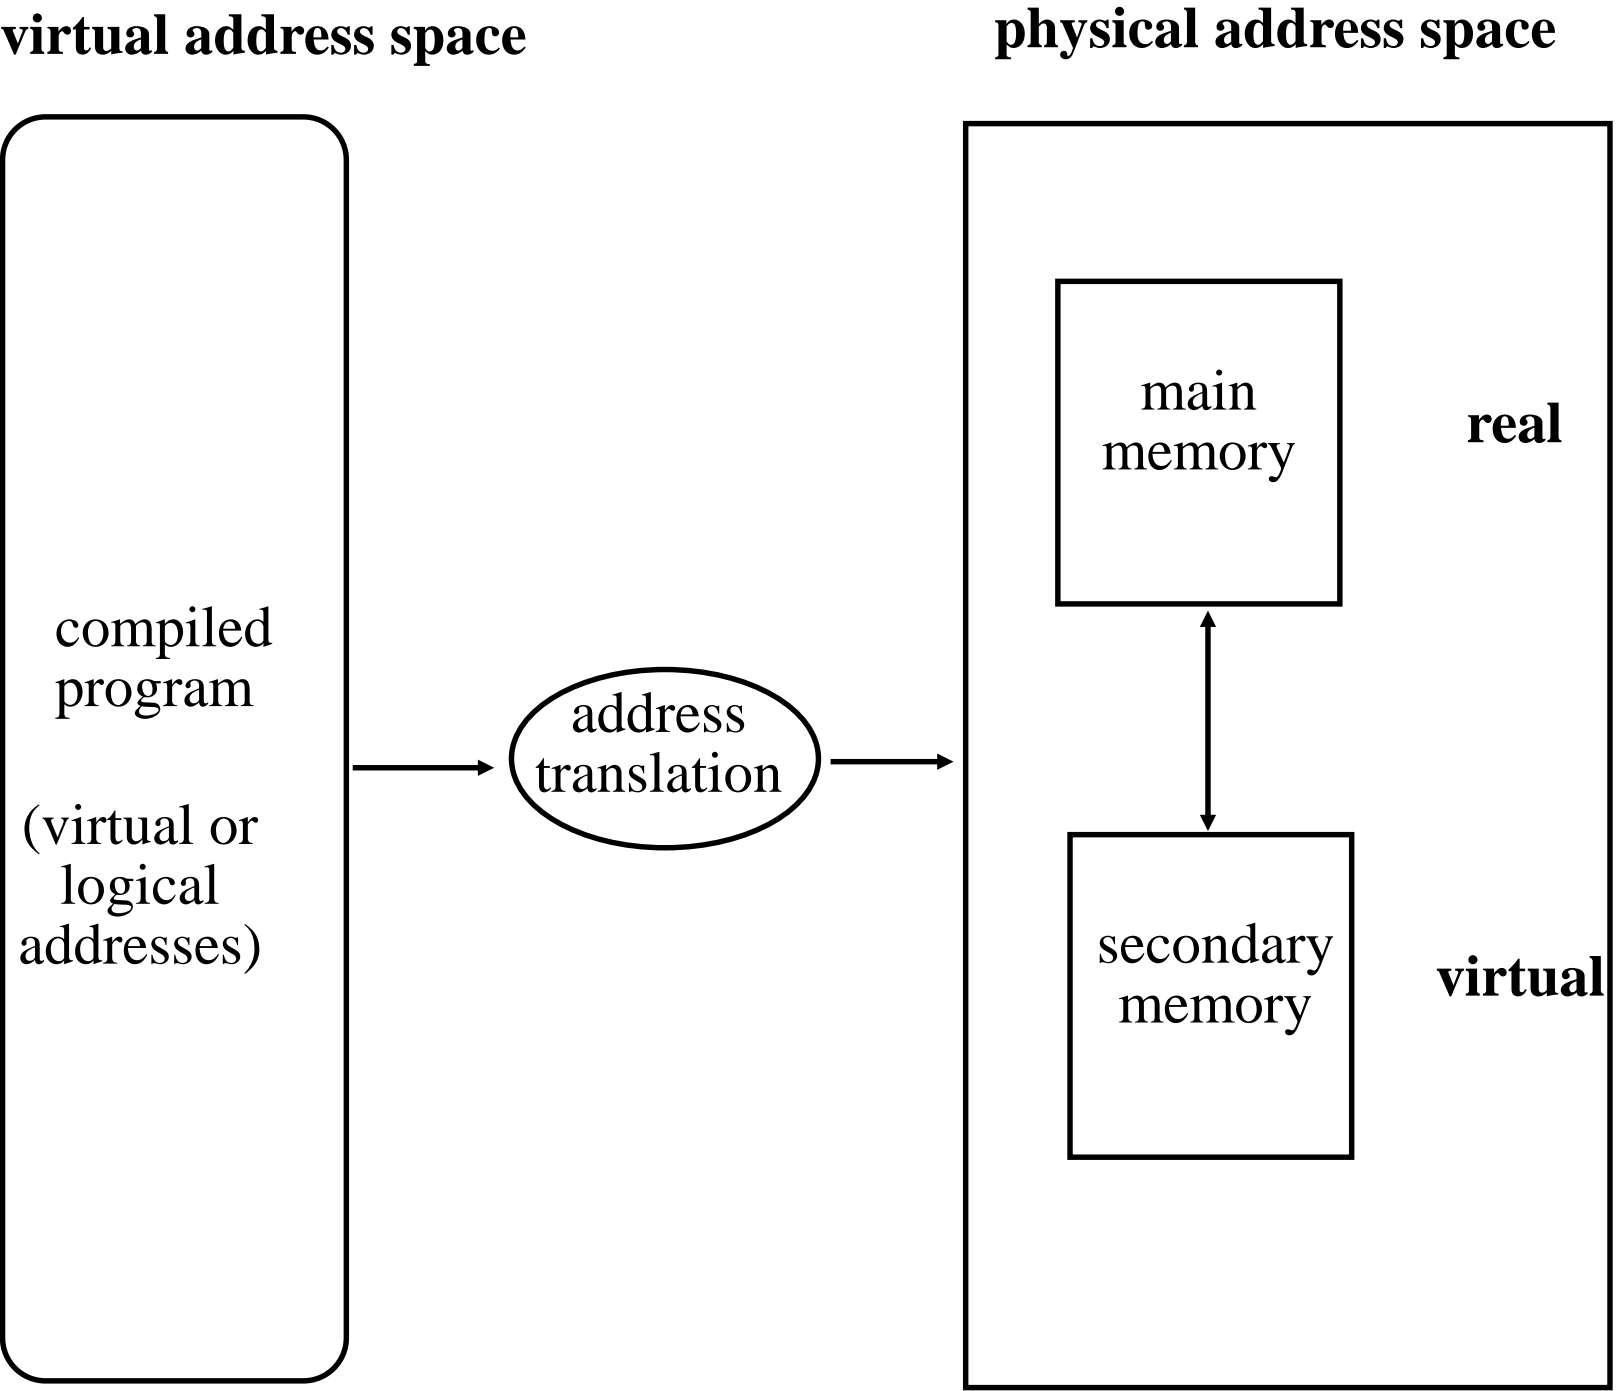 virtual address space
physical address space
compiled
program
(virtual or
logical
addresses)
address
translation
main
memory
real
secondary
memory
virtual